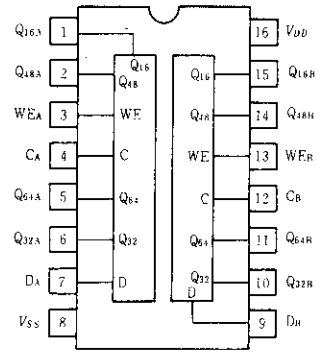 Q16A 1 16 VDD
Q16
Q48A 2 Q48 Q16 15 Q16B
WEA 3 WE Q48 14 Q48B
CA 4 C WE 13 WEB
Q64A 5 Q64 C 12 CB
Q32A 6 Q32 Q64 11 Q64B
DA 7 D Q32 10 Q32B
D
VSS 8 9 DB